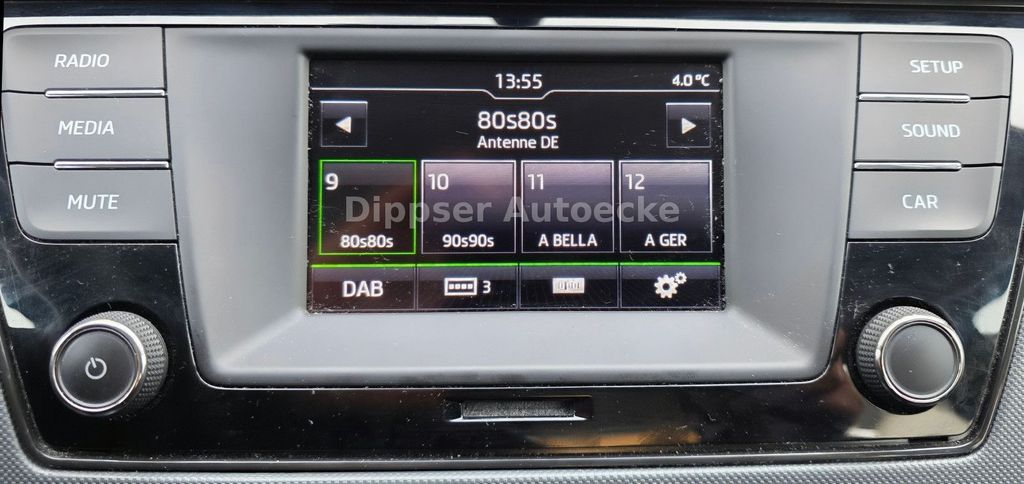 RADIO
MEDIA
MUTE
13:55
4.0 °C
80s80s
Antenne DE
9
10
11
12
Dippser Autoecke
80s80s
90s90s
A BELLA
A GER
DAB
3
SETUP
SOUND
CAR